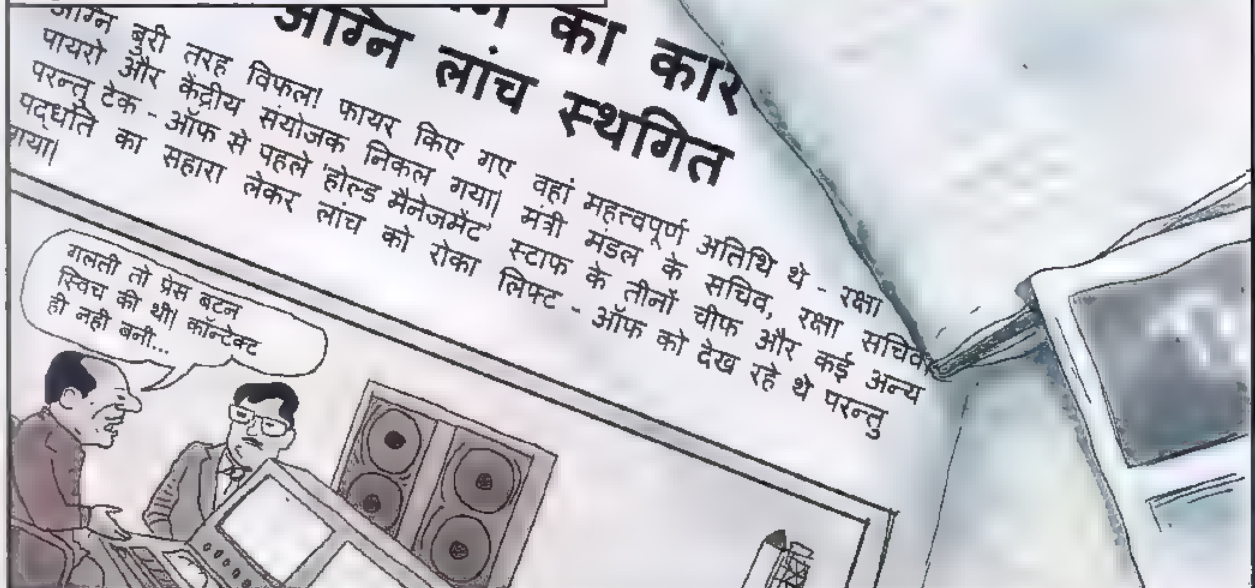 का कार
अग्नि लांच स्थगित
अग्नि बुरी तरह विफल! फायर किए गए वहां महत्त्वपूर्ण अतिथि थे - रक्षा
पायरो और केंद्रीय संयोजक निकल गया| मंत्री मंडल के सचिव, रक्षा सचिव,
परन्तु टेक - ऑफ से पहले 'होल्ड मैनेजमेंट' स्टाफ के तीनों चीफ और कई अन्य
पद्धति का सहारा लेकर लांच को रोका लिफ्ट - ऑफ को देख रहे थे परन्तु
गया|
गलती तो प्रेस बटन
स्विच की थी| कॉन्टेक्ट
ही नही बनी...